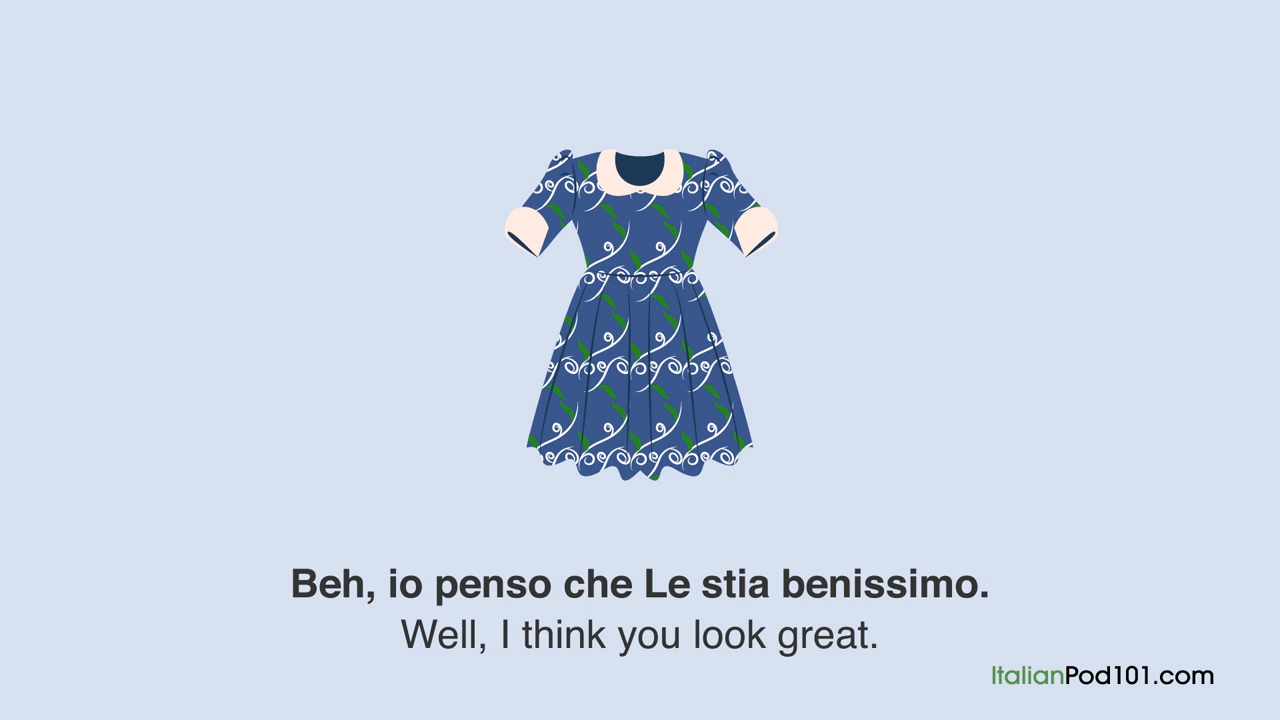 Beh, io penso che Le stia benissimo.
Well, I think you look great.
ItalianPod101.com